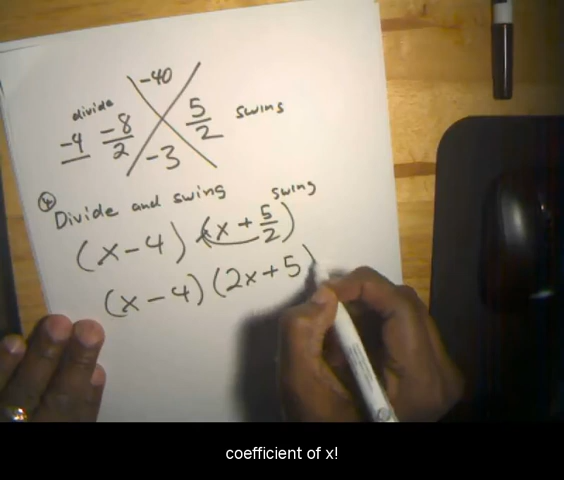 -40
divide
-4 -8/2 5/2 swings
-3
④ Divide and swing swing
(x-4) (x + 5/2)
(x-4) (2x+5)
coefficient of x!